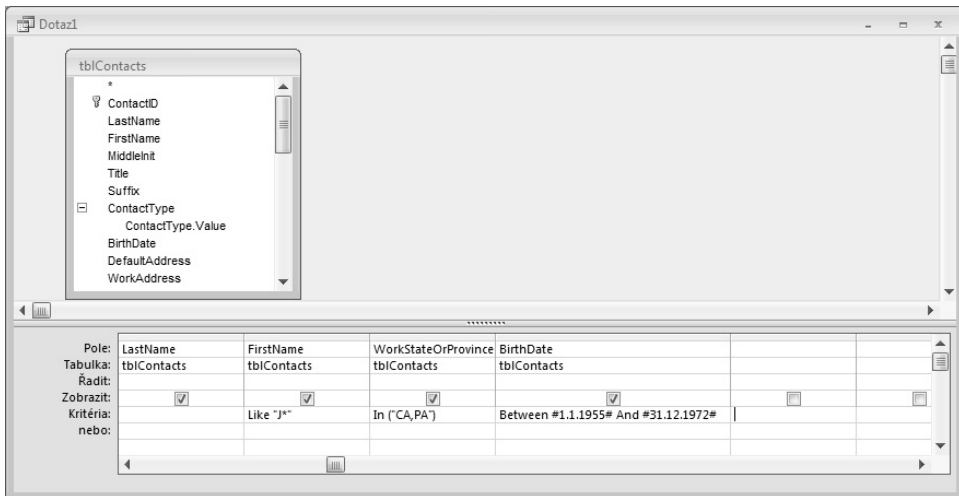 Dotaz1
tblContacts
*
ContactID
LastName
FirstName
MiddleInit
Title
Suffix
ContactType
ContactType.Value
BirthDate
DefaultAddress
WorkAddress
Pole: LastName FirstName WorkStateOrProvince BirthDate
Tabulka: tblContacts tblContacts tblContacts tblContacts
Řadit:
Zobrazit:
Kritéria: Like "J*" In ("CA,PA") Between #1.1.1955# And #31.12.1972#
nebo: